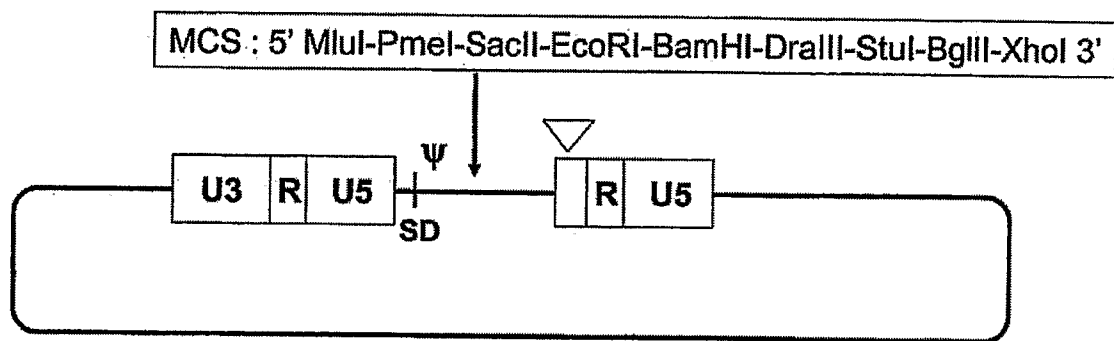 MCS : 5' MluI-PmeI-SacII-EcoRI-BamHI-DraIII-StuI-BglII-XhoI 3'
Ψ
U3 R U5 R U5
SD